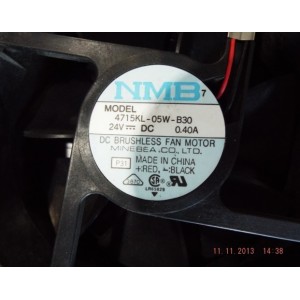 NMB 7
MODEL
4715KL-05W-B30
24V⎓DC 0.40A
DC BRUSHLESS FAN MOTOR
MINEBEA CO., LTD.
MADE IN CHINA
+:RED, -:BLACK
11 11 2013 14 38